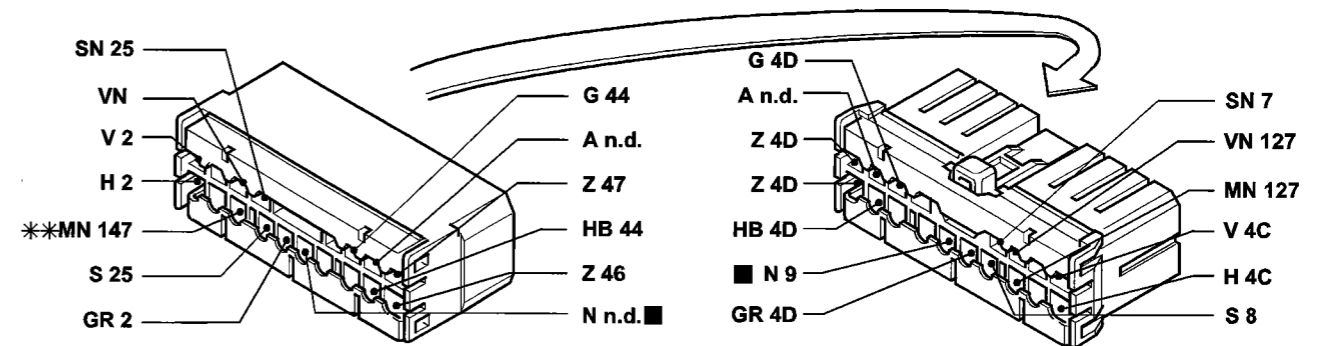 SN 25
VN
V 2
H 2
✳✳MN 147
S 25
GR 2
G 44
A n.d.
Z 47
HB 44
Z 46
N n.d.■
G 4D
A n.d.
Z 4D
Z 4D
HB 4D
■ N 9
GR 4D
SN 7
VN 127
MN 127
V 4C
H 4C
S 8